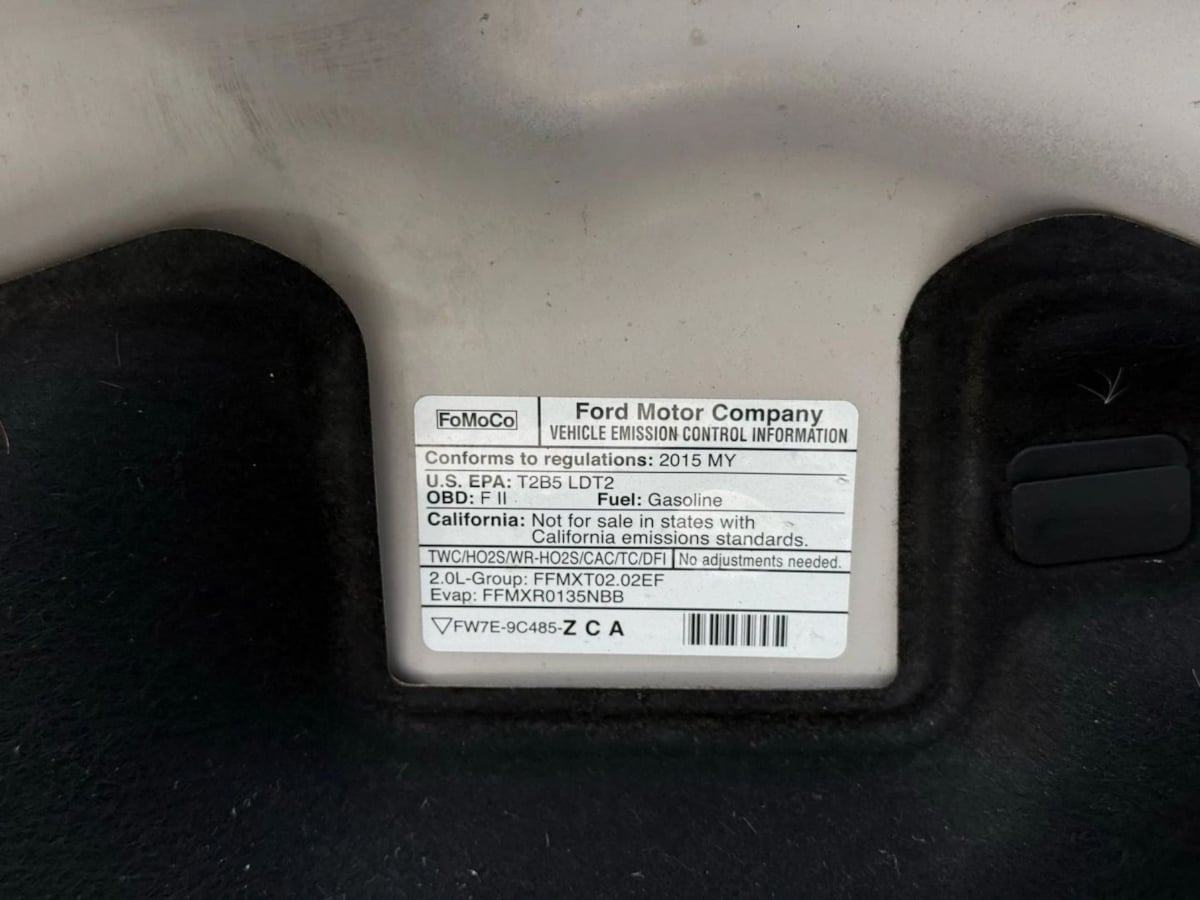 FoMoCo
Ford Motor Company
VEHICLE EMISSION CONTROL INFORMATION
Conforms to regulations: 2015 MY
U.S. EPA: T2B5 LDT2
OBD: F II Fuel: Gasoline
California: Not for sale in states with
California emissions standards.
TWC/HO2S/WR-HO2S/CAC/TC/DFI No adjustments needed.
2.0L-Group: FFMXT02.02EF
Evap: FFMXR0135NBB
FW7E-9C485-Z C A